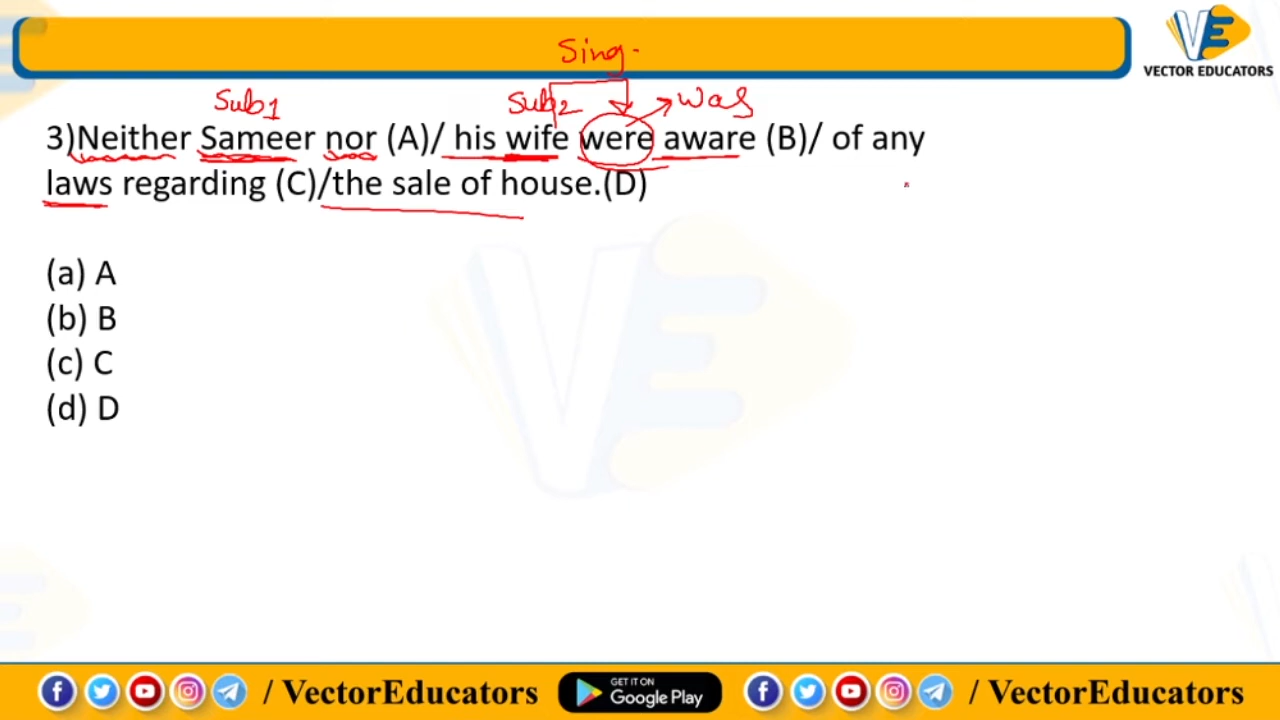 Sing.
VE
VECTOR EDUCATORS
Sub1 Sub2 was
3)Neither Sameer nor (A)/ his wife were aware (B)/ of any
laws regarding (C)/the sale of house.(D)
(a) A
(b) B
(c) C
(d) D
/ VectorEducators
GET IT ON
Google Play
/ VectorEducators